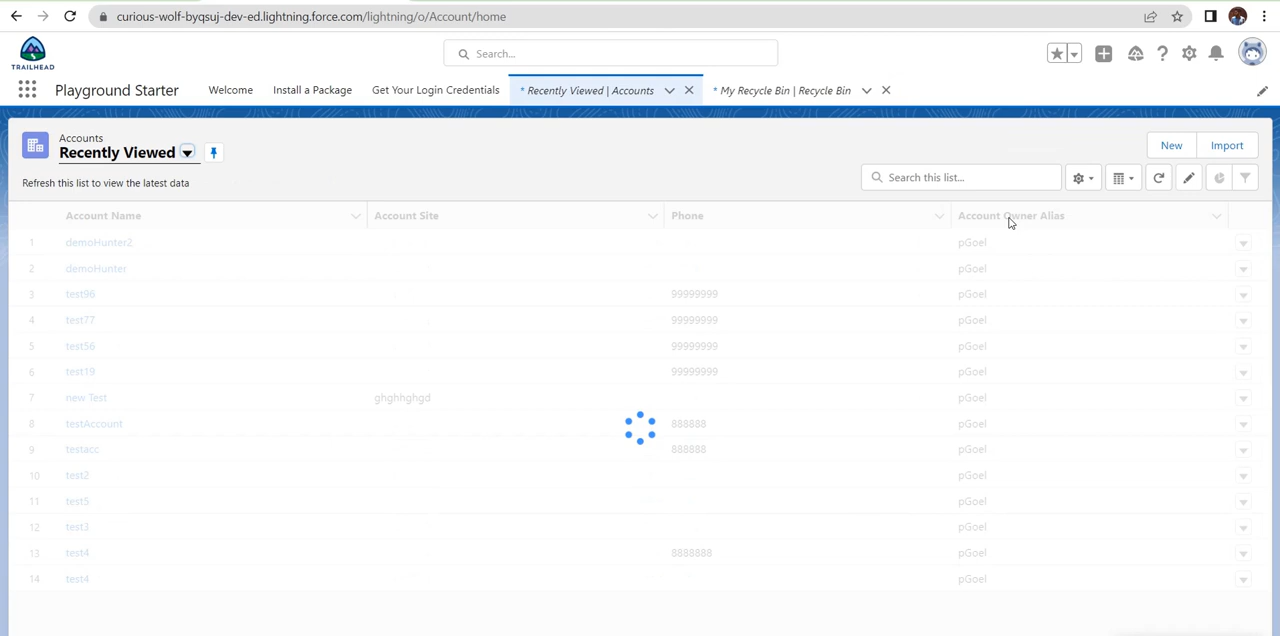 curious-wolf-byqsuj-dev-ed.lightning.force.com/lightning/o/Account/home
TRAILHEAD
Search...
Playground Starter Welcome Install a Package Get Your Login Credentials * Recently Viewed | Accounts * My Recycle Bin | Recycle Bin
Accounts
Recently Viewed
New Import
Refresh this list to view the latest data
Search this list...
Account Name Account Site Phone Account Owner Alias
1 demoHunter2 pGoel
2 demoHunter pGoel
3 test96 99999999 pGoel
4 test77 99999999 pGoel
5 test56 99999999 pGoel
6 test19 99999999 pGoel
7 new Test ghghhghgd pGoel
8 testAccount 888888 pGoel
9 testacc 888888 pGoel
10 test2 pGoel
11 test5 pGoel
12 test3 pGoel
13 test4 8888888 pGoel
14 test4 pGoel